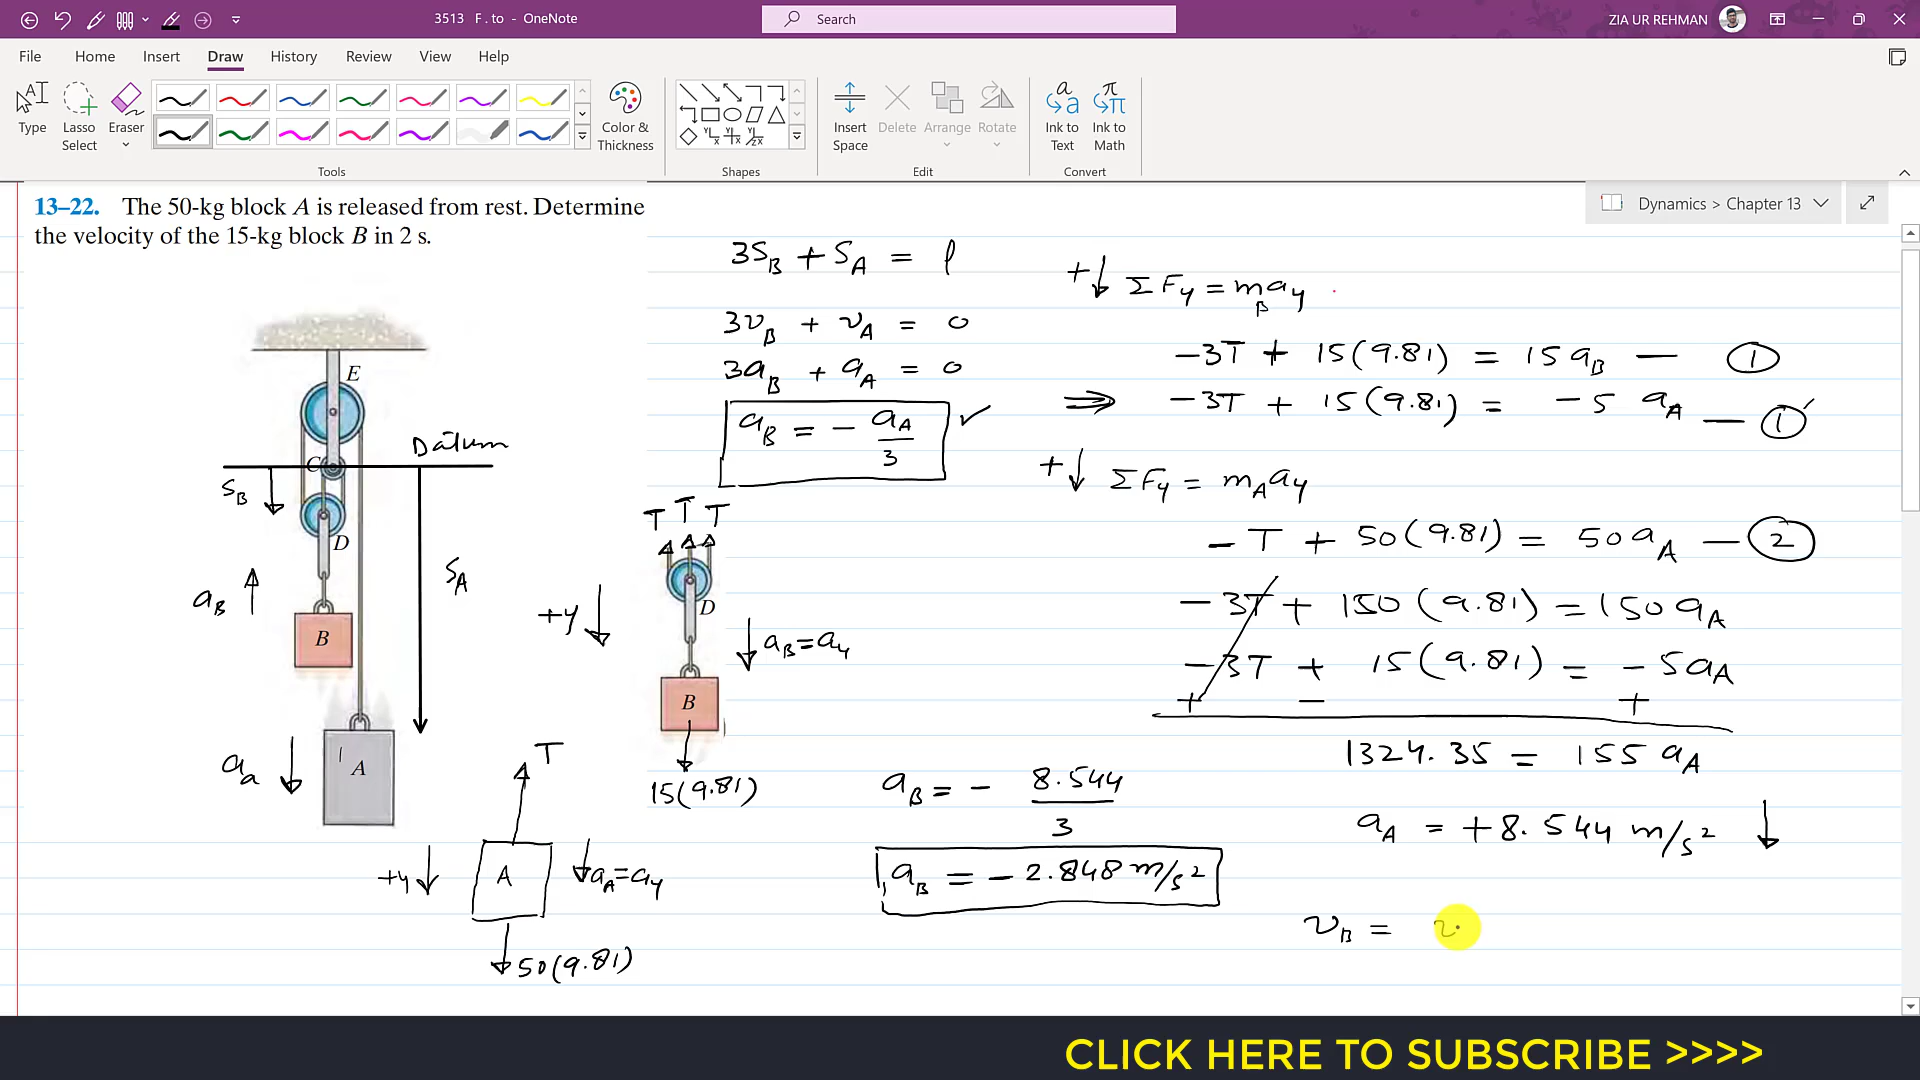 3513 F . to - OneNote
Search
ZIA UR REHMAN
File Home Insert Draw History Review View Help
Type
Lasso Select
Eraser
Color & Thickness
Insert Space
Delete
Arrange
Rotate
Ink to Text
Ink to Math
Tools
Shapes
Edit
Convert
Dynamics > Chapter 13
13–22. The 50-kg block A is released from rest. Determine
the velocity of the 15-kg block B in 2 s.
E
C
D
B
A
Datum
S_B
S_A
a_B
a_a
T
A
+y
a_A = a_y
50(9.81)
T T T
D
+y
a_B = a_y
B
15(9.81)
3S_B + S_A = l
3v_B + v_A = 0
3a_B + a_A = 0
a_B = - a_A/3 ✓
+↓ ΣF_y = m_B a_y
-3T + 15(9.81) = 15a_B — ①
⇒ -3T + 15(9.81) = -5 a_A — ①'
+↓ ΣF_y = m_A a_y
-T + 50(9.81) = 50a_A — ②
-3T + 150(9.81) = 150a_A
-3T + 15(9.81) = -5a_A
+ - +
1324.35 = 155 a_A
a_A = +8.544 m/s² ↓
a_B = - 8.544/3
a_B = - 2.848 m/s²
v_B =
CLICK HERE TO SUBSCRIBE >>>>